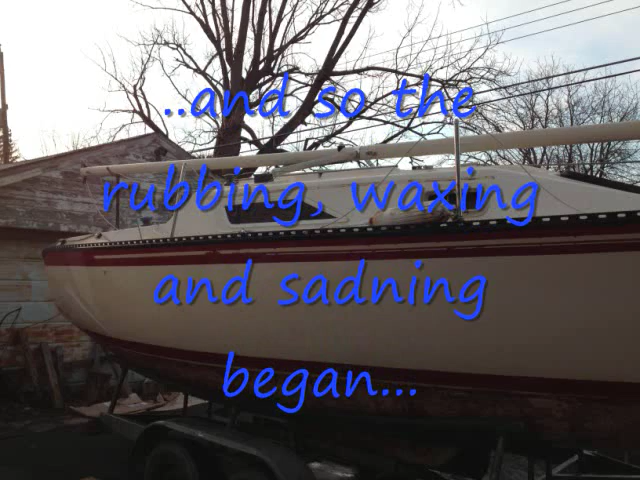 ..and so the
rubbing, waxing
and sadning
began...